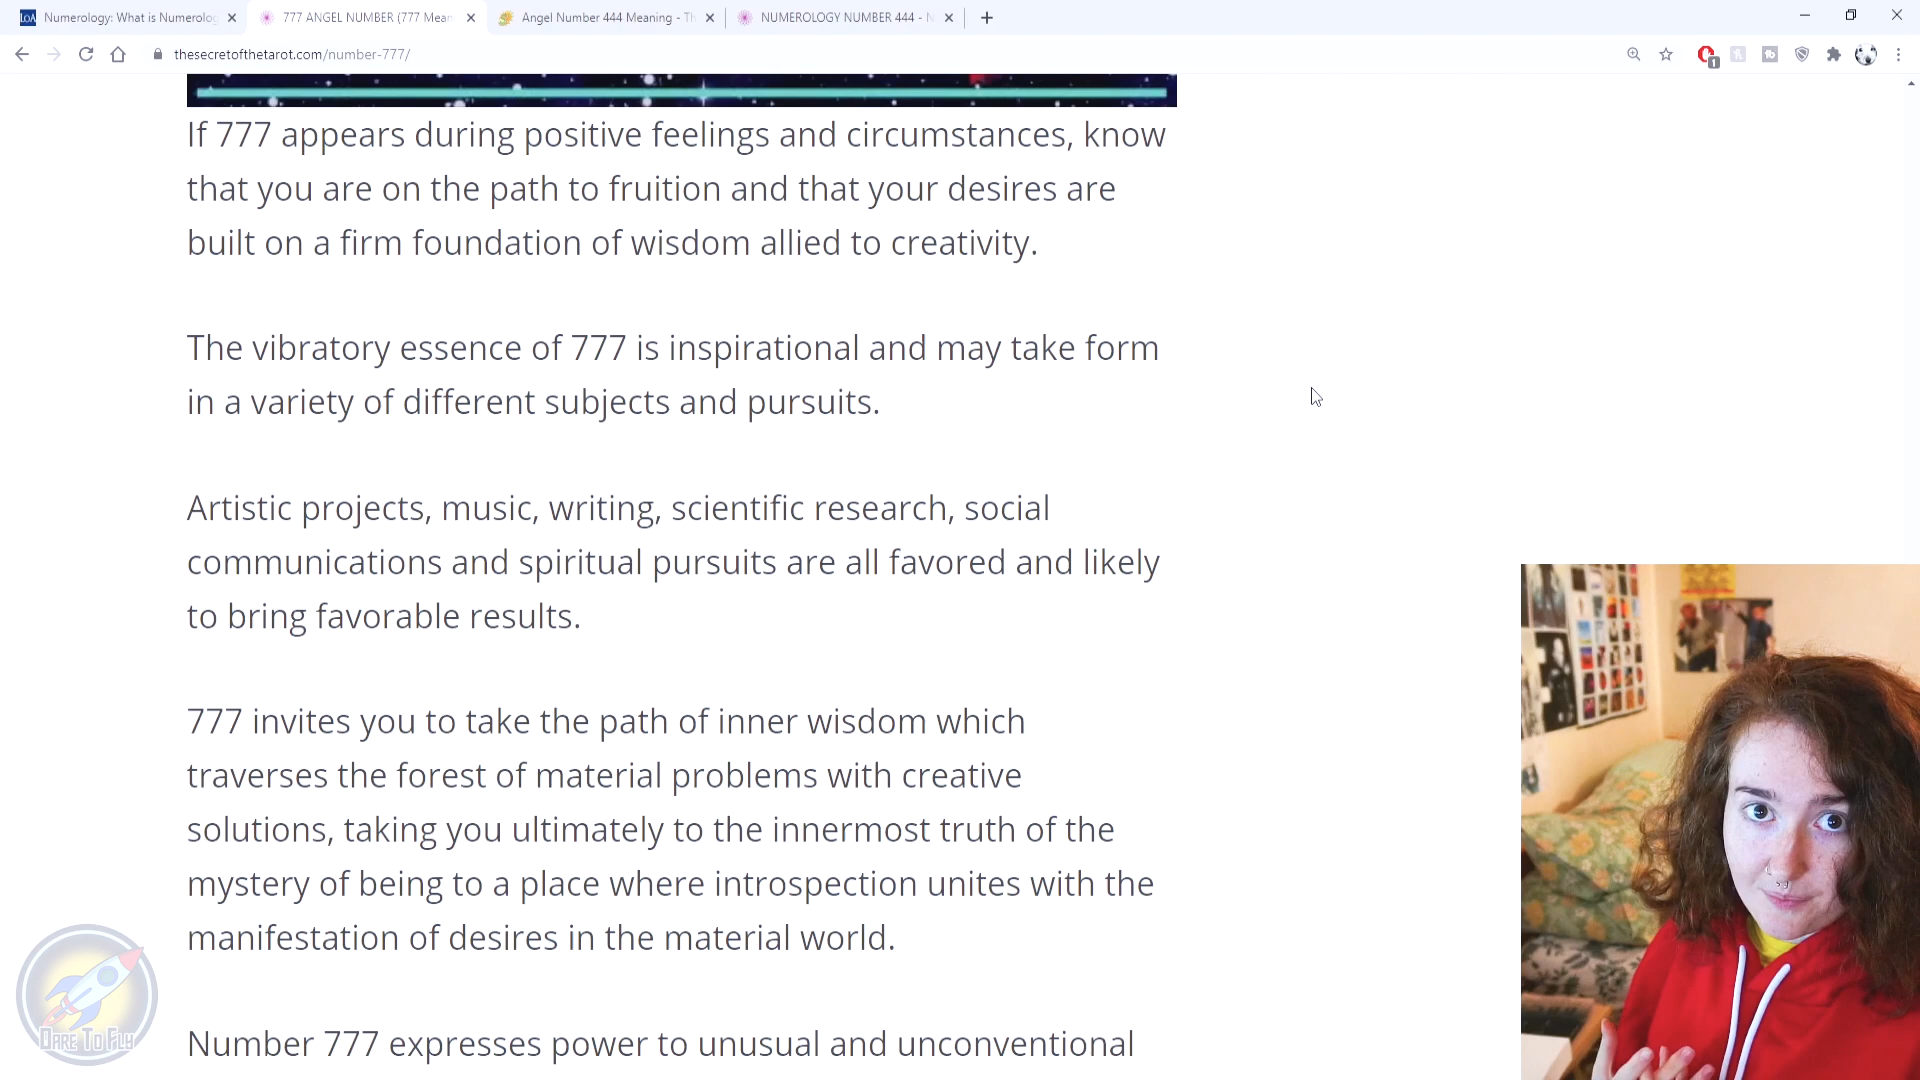 Numerology: What is Numerolo
777 ANGEL NUMBER (777 Mean
Angel Number 444 Meaning - Th
NUMEROLOGY NUMBER 444 - N
thesecretofthetarot.com/number-777/
1
If 777 appears during positive feelings and circumstances, know
that you are on the path to fruition and that your desires are
built on a firm foundation of wisdom allied to creativity.
The vibratory essence of 777 is inspirational and may take form
in a variety of different subjects and pursuits.
Artistic projects, music, writing, scientific research, social
communications and spiritual pursuits are all favored and likely
to bring favorable results.
777 invites you to take the path of inner wisdom which
traverses the forest of material problems with creative
solutions, taking you ultimately to the innermost truth of the
mystery of being to a place where introspection unites with the
manifestation of desires in the material world.
Number 777 expresses power to unusual and unconventional
DARE TO FLY